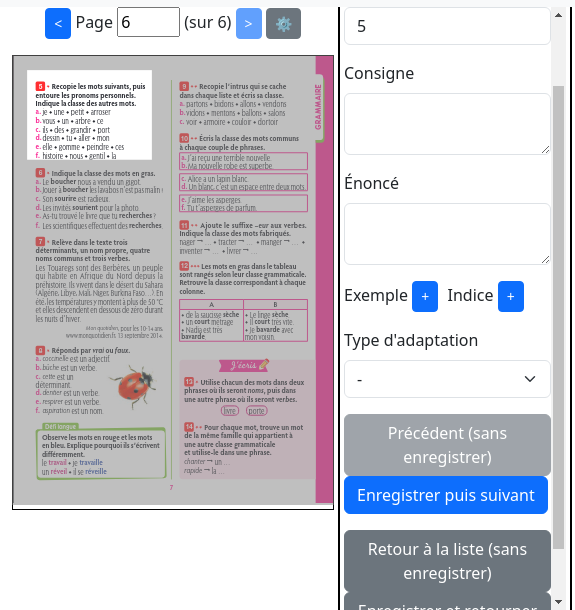 <
Page
6
(sur 6)
>
5 • Recopie les mots suivants, puis
entoure les pronoms personnels.
Indique la classe des autres mots.
a. je • une • petit • arroser
b. vous • un • arbre • ce
c. ils • des • grandir • port
d. dessin • tu • aller • mon
e. elle • gomme • peindre • ces
f. histoire • nous • gentil • la
6 • Indique la classe des mots en gras.
a. Le boucher nous a vendu un gigot.
b. Jouer à boucher les lavabos n'est pas malin !
c. Son sourire est radieux.
d. Les invités sourient pour la photo.
e. As-tu trouvé le livre que tu recherches ?
f. Les scientifiques effectuent des recherches.
7 • Relève dans le texte trois
déterminants, un nom propre, quatre
noms communs et trois verbes.
Les Touaregs sont des Berbères, un peuple
qui habite en Afrique du Nord depuis la
préhistoire. Ils vivent dans le désert du Sahara
(Algérie, Libye, Mali, Niger, Burkina Faso...). En
été, les températures y montent à plus de 50 °C
et elles descendent en dessous de zéro durant
les nuits d'hiver.
Mon quotidien, pour les 10-14 ans,
www.monquotidien.fr, 13 septembre 2014.
8 • Réponds par vrai ou faux.
a. coccinelle est un adjectif.
b. bûche est un verbe.
c. cette est un
déterminant.
d. dentier est un verbe.
e. respirer est un verbe.
f. aspiration est un nom.
Défi langue
Observe les mots en rouge et les mots
en bleu. Explique pourquoi ils s'écrivent
différemment.
le travail • je travaille
un réveil • il se réveille
9 • Recopie l'intrus qui se cache
dans chaque liste et écris sa classe.
a. partons • bidons • allons • vendons
b. vidons • mentons • ballons • salons
c. voir • armoire • couloir • dortoir
10 •• Écris la classe des mots communs
à chaque couple de phrases.
a. J'ai reçu une terrible nouvelle.
b. Ma nouvelle robe est superbe.
c. Alice a un lapin blanc.
d. Un blanc, c'est un espace entre deux mots.
e. J'aime les asperges.
f. Tu t'asperges de parfum.
11 •• Ajoute le suffixe –eur aux verbes.
Indique la classe des mots fabriqués.
nager → ... • tracter → ... • manger → ... •
inventer → ... • livrer → ...
12 ••• Les mots en gras dans le tableau
sont rangés selon leur classe grammaticale.
Retrouve la classe correspondant à chaque
colonne.
A
B
• de la saucisse sèche
• un court métrage
• Nadia est très
bavarde
• Le linge sèche
• Il court très vite.
• Je bavarde avec
mon voisin.
J'écris
13 • Utilise chacun des mots dans deux
phrases où ils seront noms, puis dans
une autre phrase où ils seront verbes.
livre
porte
14 •• Pour chaque mot, trouve un mot
de la même famille qui appartient à
une autre classe grammaticale
et utilise-le dans une phrase.
chanter → un ...
rapide → la ...
7
GRAMMAIRE
5
Consigne
Énoncé
Exemple
+
Indice
+
Type d'adaptation
-
Précédent (sans
enregistrer)
Enregistrer puis suivant
Retour à la liste (sans
enregistrer)
Enregistrer et retourner